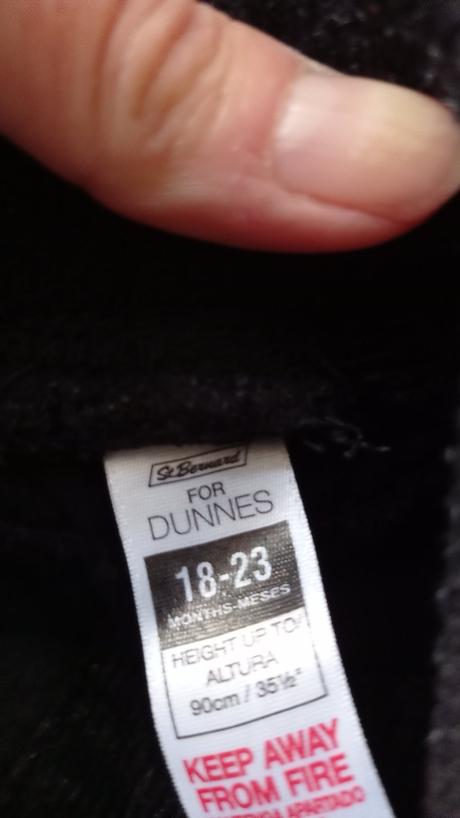 St. Bernard
FOR
DUNNES
18-23
MONTHS-MESES
HEIGHT UP TO/
ALTURA
90cm / 35½"
KEEP AWAY
FROM FIRE
APARTADO